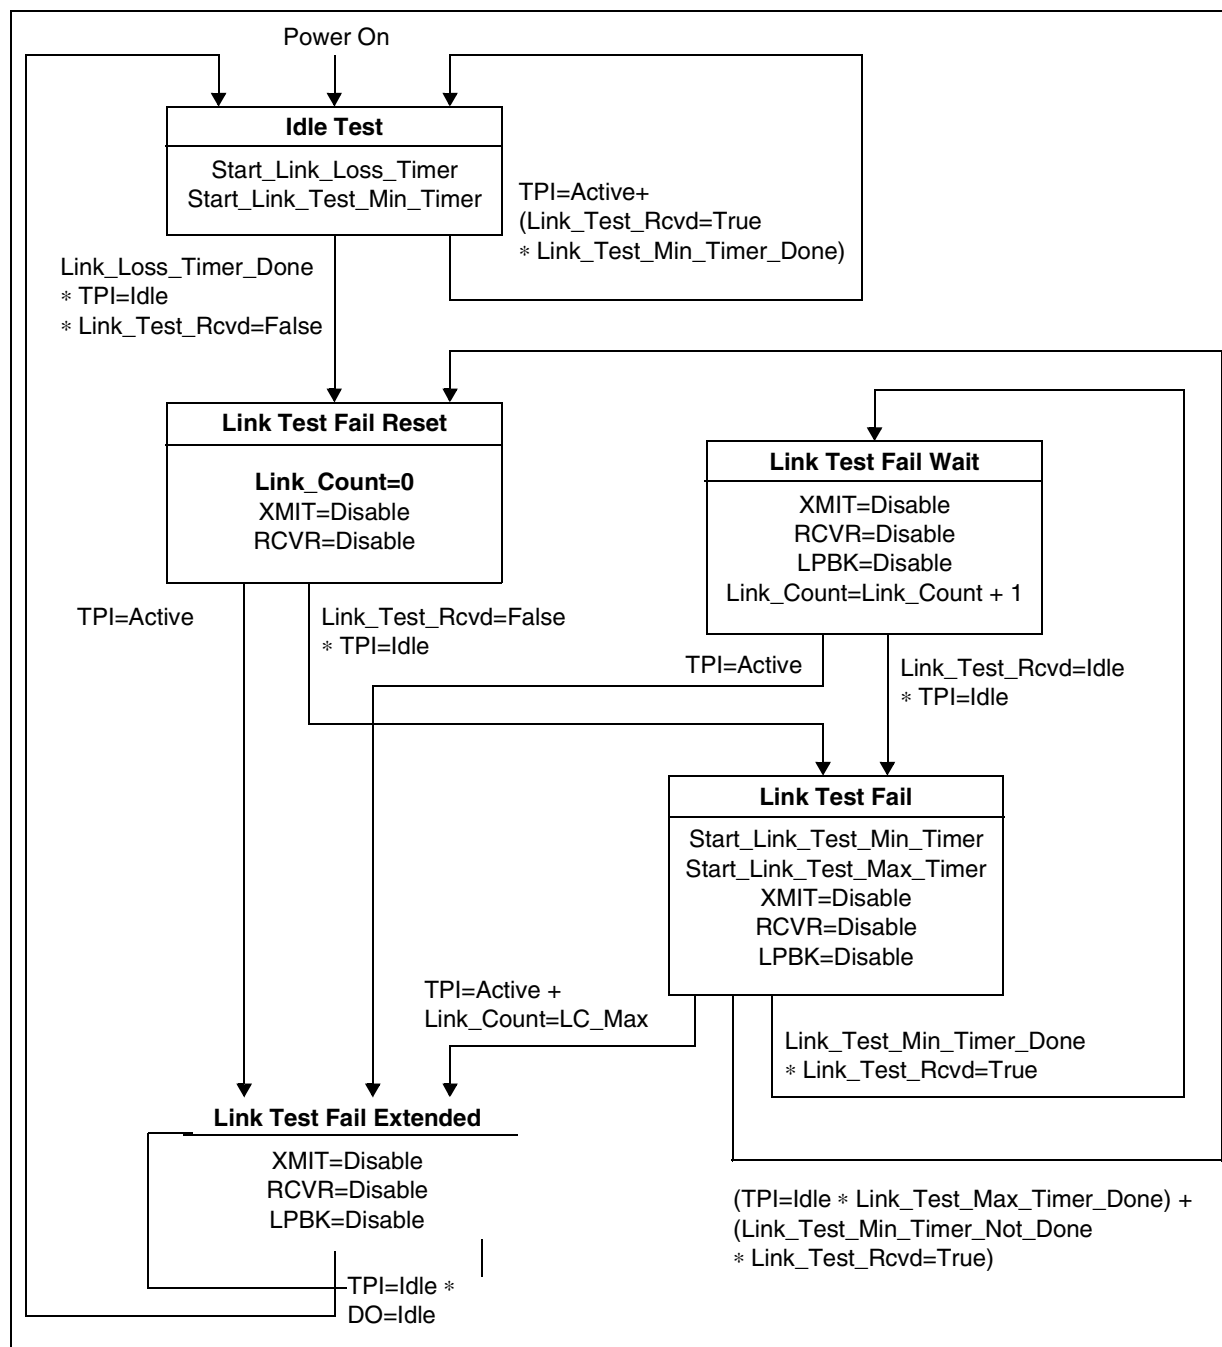 Power On
Idle Test
Start_Link_Loss_Timer
Start_Link_Test_Min_Timer
TPI=Active+
(Link_Test_Rcvd=True
* Link_Test_Min_Timer_Done)
Link_Loss_Timer_Done
* TPI=Idle
* Link_Test_Rcvd=False
Link Test Fail Reset
Link_Count=0
XMIT=Disable
RCVR=Disable
Link Test Fail Wait
XMIT=Disable
RCVR=Disable
LPBK=Disable
Link_Count=Link_Count + 1
TPI=Active
Link_Test_Rcvd=False
* TPI=Idle
TPI=Active
Link_Test_Rcvd=Idle
* TPI=Idle
Link Test Fail
Start_Link_Test_Min_Timer
Start_Link_Test_Max_Timer
XMIT=Disable
RCVR=Disable
LPBK=Disable
TPI=Active +
Link_Count=LC_Max
Link_Test_Min_Timer_Done
* Link_Test_Rcvd=True
Link Test Fail Extended
XMIT=Disable
RCVR=Disable
LPBK=Disable
(TPI=Idle * Link_Test_Max_Timer_Done) +
(Link_Test_Min_Timer_Not_Done
* Link_Test_Rcvd=True)
TPI=Idle *
DO=Idle